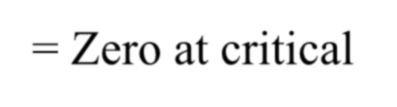 = Zero at critical